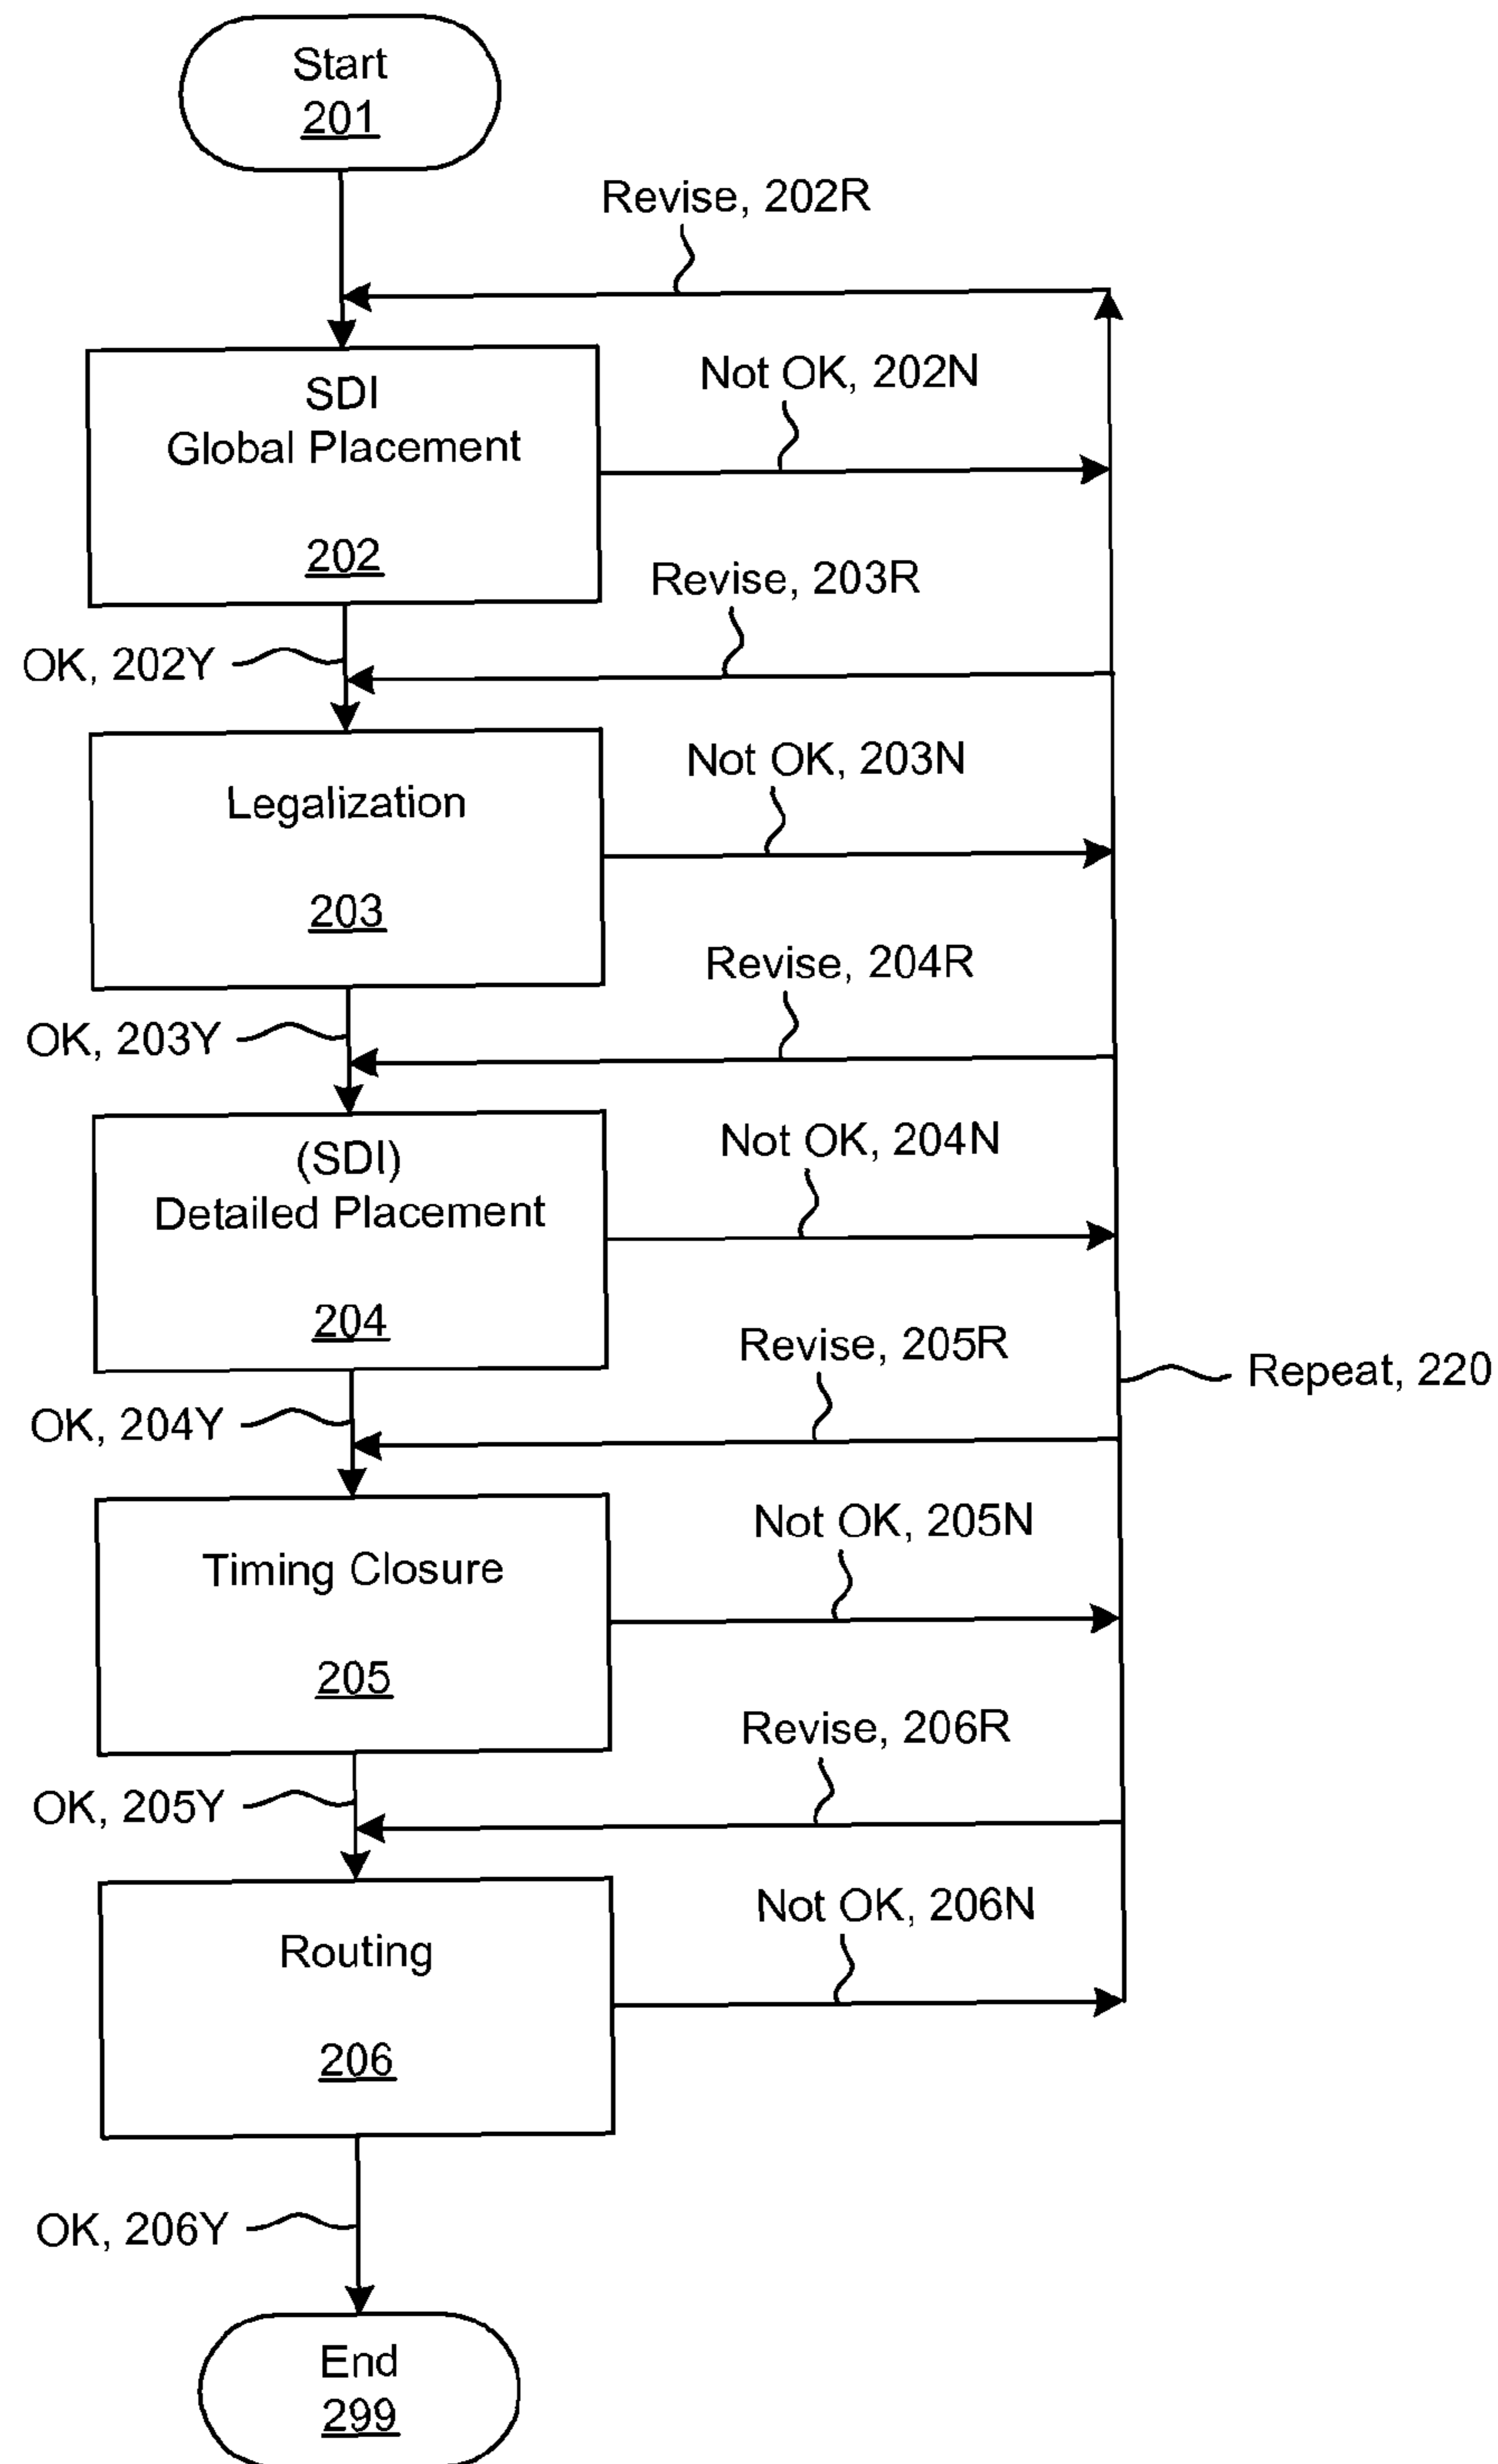 Start
201
Revise, 202R
Not OK, 202N
SDI
Global Placement
202
Revise, 203R
OK, 202Y
Not OK, 203N
Legalization
203
Revise, 204R
OK, 203Y
Not OK, 204N
(SDI)
Detailed Placement
204
Revise, 205R
Repeat, 220
OK, 204Y
Not OK, 205N
Timing Closure
205
Revise, 206R
OK, 205Y
Not OK, 206N
Routing
206
OK, 206Y
End
299